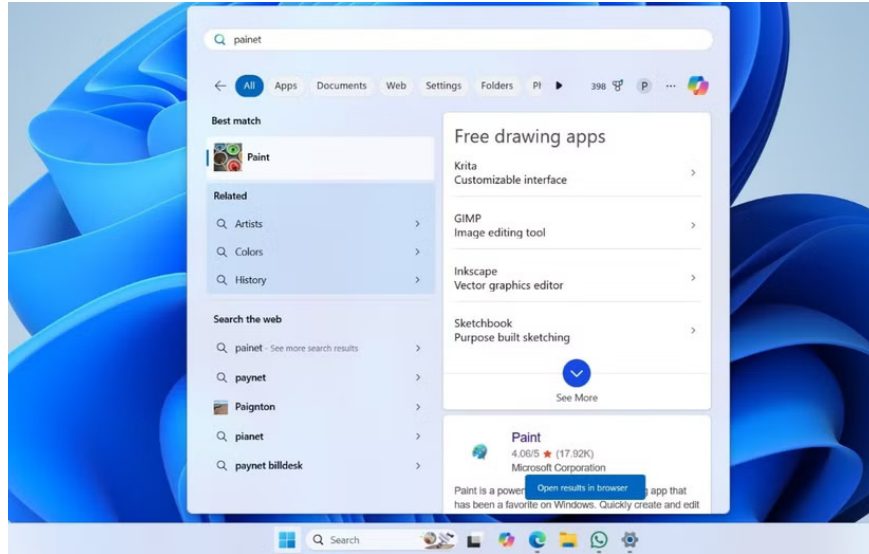 painet
All Apps Documents Web Settings Folders 398 P ...
Best match
Paint
Related
Artists
Colors
History
Search the web
painet - See more search results
paynet
Paignton
pianet
paynet billdesk
Free drawing apps
Krita
Customizable interface
GIMP
Image editing tool
Inkscape
Vector graphics editor
Sketchbook
Purpose built sketching
See More
Paint
4.06/5 ★ (17.92K)
Microsoft Corporation
Paint is a power
Open results in browser
app that
has been a favorite on Windows. Quickly create and edit
Search